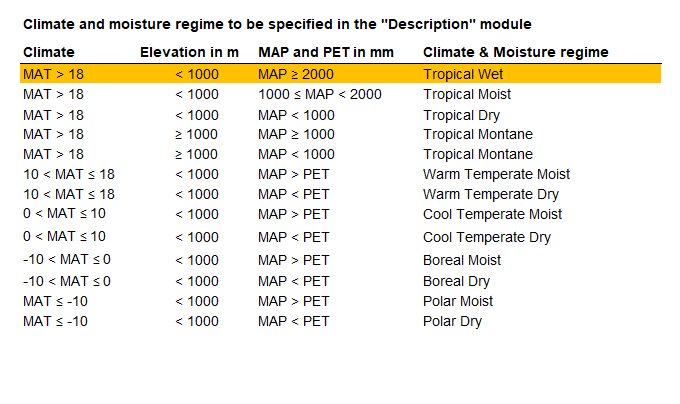 Climate and moisture regime to be specified in the "Description" module
Climate Elevation in m MAP and PET in mm Climate & Moisture regime
MAT > 18 < 1000 MAP ≥ 2000 Tropical Wet
MAT > 18 < 1000 1000 ≤ MAP < 2000 Tropical Moist
MAT > 18 < 1000 MAP < 1000 Tropical Dry
MAT > 18 ≥ 1000 MAP ≥ 1000 Tropical Montane
MAT > 18 ≥ 1000 MAP < 1000 Tropical Montane
10 < MAT ≤ 18 < 1000 MAP > PET Warm Temperate Moist
10 < MAT ≤ 18 < 1000 MAP < PET Warm Temperate Dry
0 < MAT ≤ 10 < 1000 MAP > PET Cool Temperate Moist
0 < MAT ≤ 10 < 1000 MAP < PET Cool Temperate Dry
-10 < MAT ≤ 0 < 1000 MAP > PET Boreal Moist
-10 < MAT ≤ 0 < 1000 MAP < PET Boreal Dry
MAT ≤ -10 < 1000 MAP > PET Polar Moist
MAT ≤ -10 < 1000 MAP < PET Polar Dry